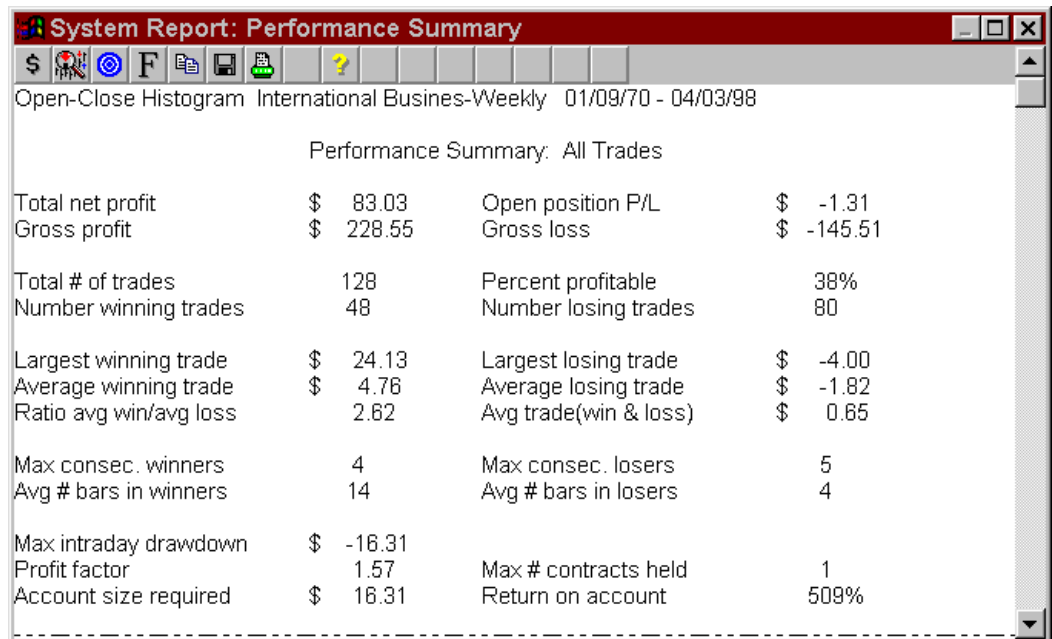 System Report: Performance Summary
$ F ?
Open-Close Histogram International Busines-Weekly 01/09/70 - 04/03/98
Performance Summary: All Trades
Total net profit $ 83.03 Open position P/L $ -1.31
Gross profit $ 228.55 Gross loss $ -145.51
Total # of trades 128 Percent profitable 38%
Number winning trades 48 Number losing trades 80
Largest winning trade $ 24.13 Largest losing trade $ -4.00
Average winning trade $ 4.76 Average losing trade $ -1.82
Ratio avg win/avg loss 2.62 Avg trade(win & loss) $ 0.65
Max consec. winners 4 Max consec. losers 5
Avg # bars in winners 14 Avg # bars in losers 4
Max intraday drawdown $ -16.31
Profit factor 1.57 Max # contracts held 1
Account size required $ 16.31 Return on account 509%